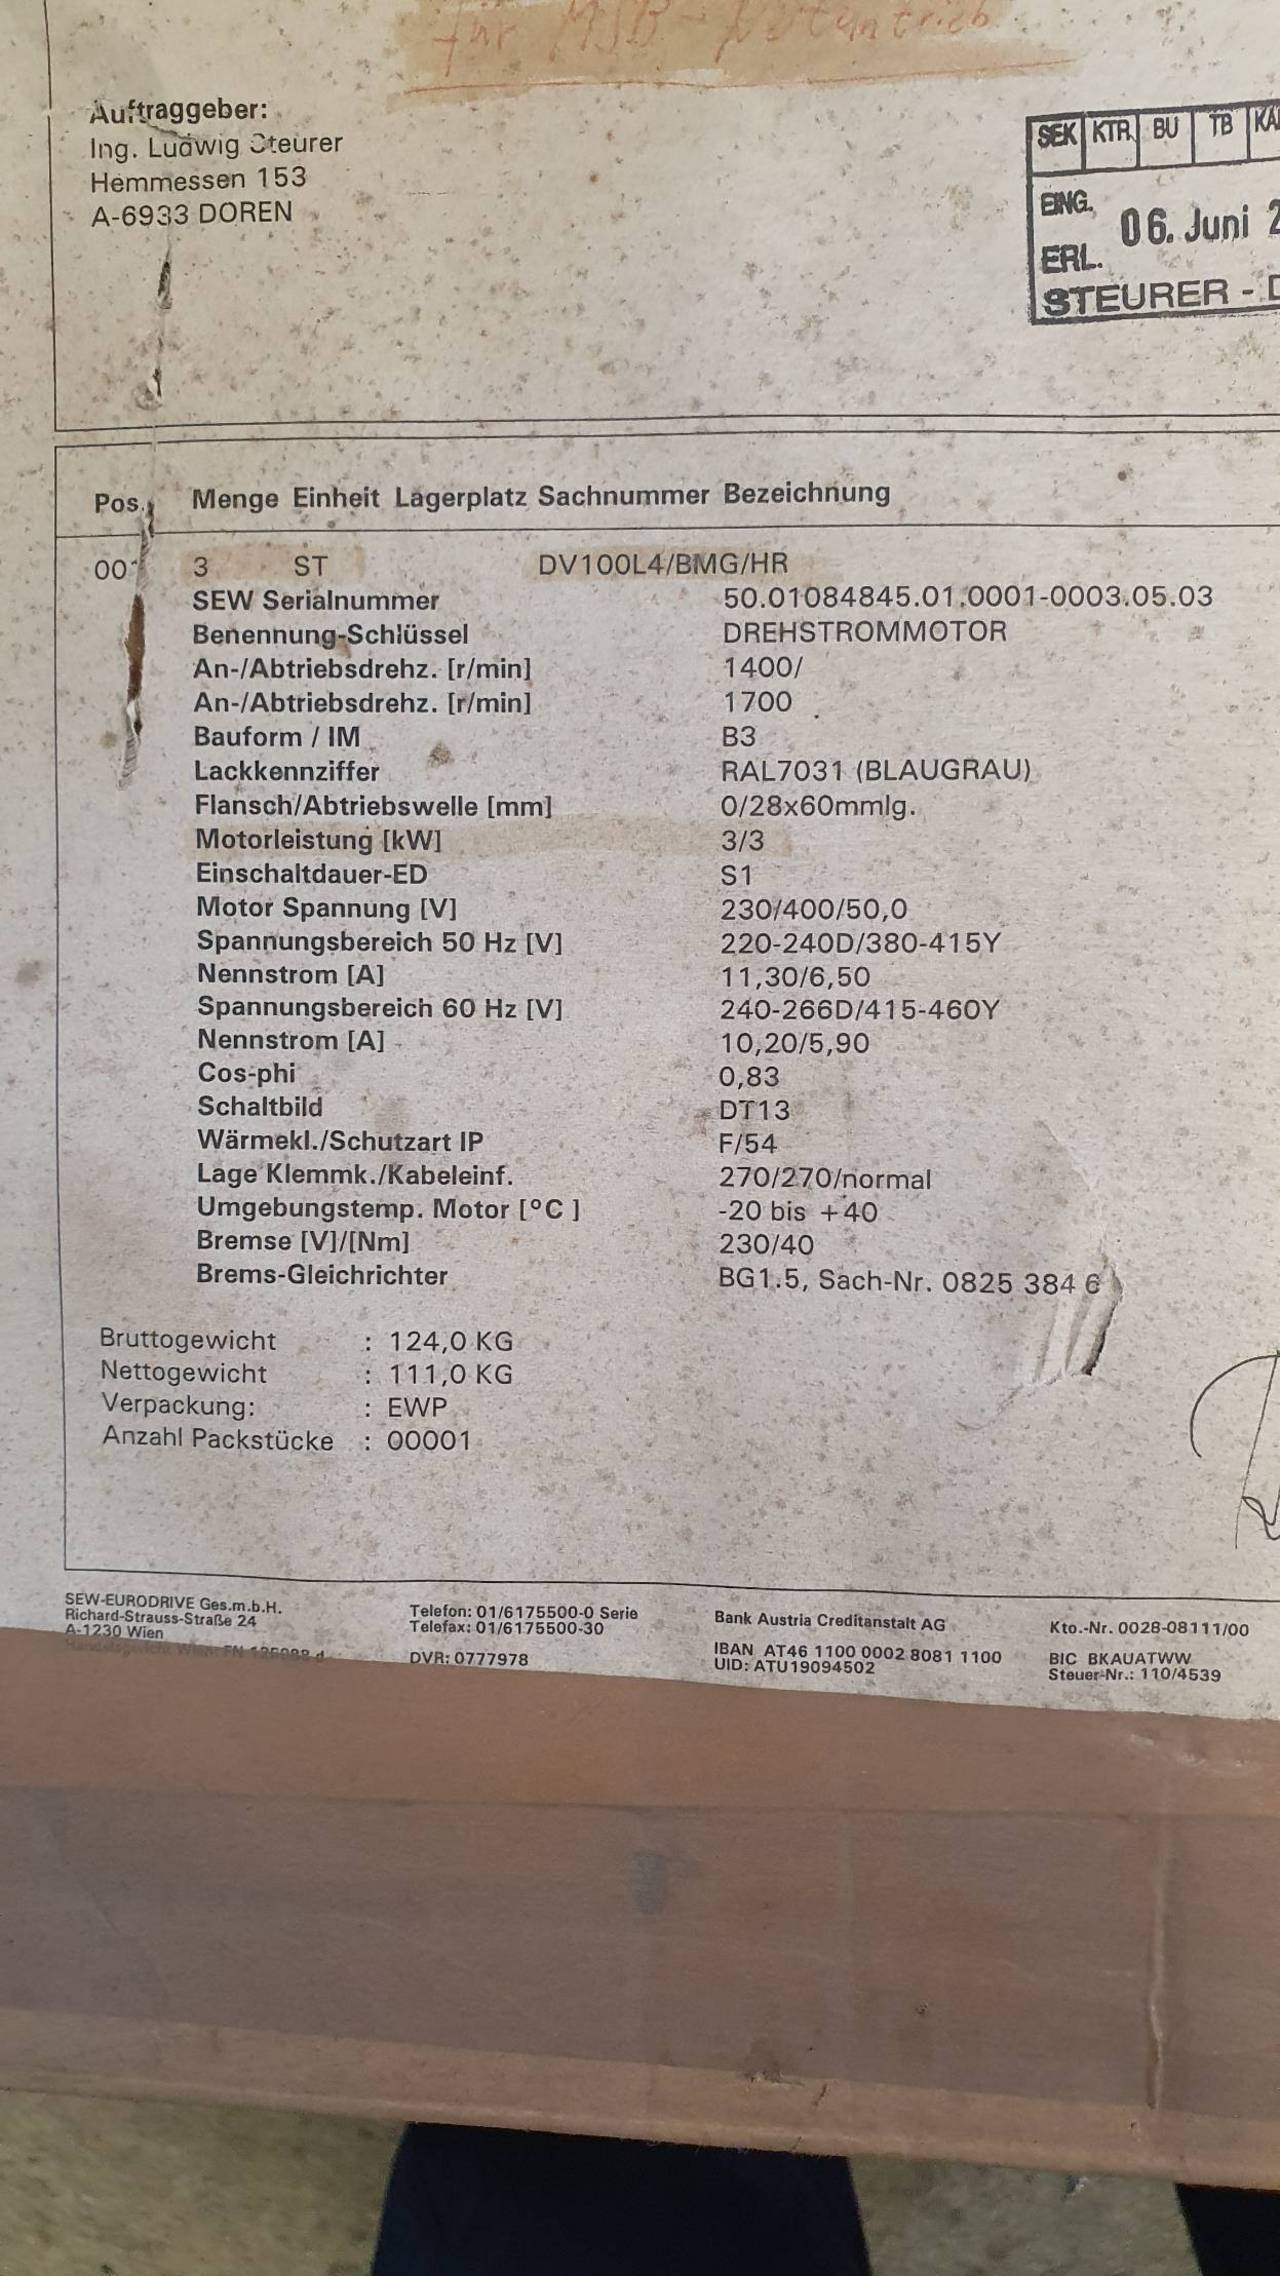 für MSB - Notantrieb
Auftraggeber:
Ing. Ludwig Steurer
Hemmessen 153
A-6933 DOREN
SEK KTR. BU TB
EING.
06. Juni
ERL.
STEURER -
Pos. Menge Einheit Lagerplatz Sachnummer Bezeichnung
001 3 ST DV100L4/BMG/HR
SEW Serialnummer 50.01084845.01.0001-0003.05.03
Benennung-Schlüssel DREHSTROMMOTOR
An-/Abtriebsdrehz. [r/min] 1400/
An-/Abtriebsdrehz. [r/min] 1700
Bauform / IM B3
Lackkennziffer RAL7031 (BLAUGRAU)
Flansch/Abtriebswelle [mm] 0/28x60mmlg.
Motorleistung [kW] 3/3
Einschaltdauer-ED S1
Motor Spannung [V] 230/400/50,0
Spannungsbereich 50 Hz [V] 220-240D/380-415Y
Nennstrom [A] 11,30/6,50
Spannungsbereich 60 Hz [V] 240-266D/415-460Y
Nennstrom [A] 10,20/5,90
Cos-phi 0,83
Schaltbild DT13
Wärmekl./Schutzart IP F/54
Lage Klemmk./Kabeleinf. 270/270/normal
Umgebungstemp. Motor [°C ] -20 bis +40
Bremse [V]/[Nm] 230/40
Brems-Gleichrichter BG1.5, Sach-Nr. 0825 384 6
Bruttogewicht : 124,0 KG
Nettogewicht : 111,0 KG
Verpackung: : EWP
Anzahl Packstücke : 00001
SEW-EURODRIVE Ges.m.b.H.
Richard-Strauss-Straße 24
A-1230 Wien
Telefon: 01/6175500-0 Serie
Telefax: 01/6175500-30
DVR: 0777978
Bank Austria Creditanstalt AG
IBAN AT46 1100 0002 8081 1100
UID: ATU19094502
Kto.-Nr. 0028-08111/00
BIC BKAUATWW
Steuer-Nr.: 110/4539